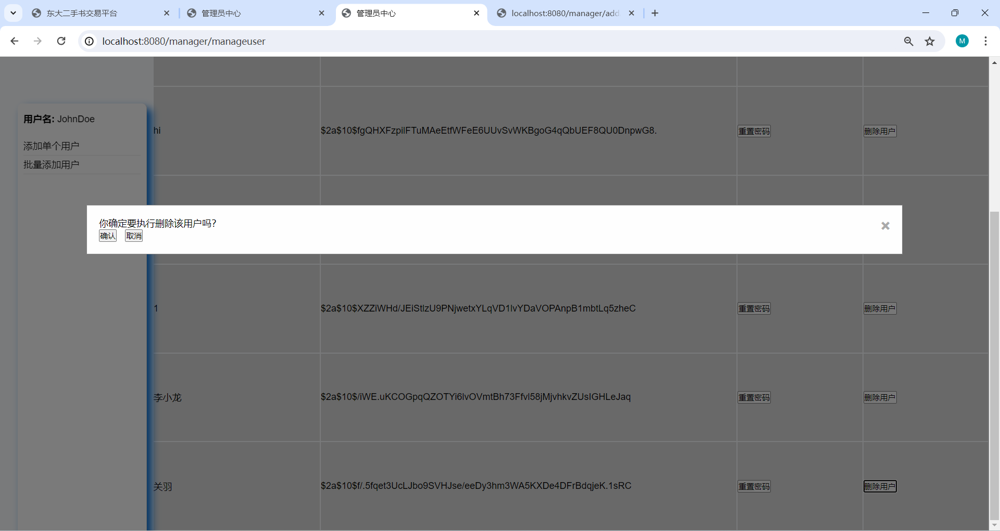 东大二手书交易平台
管理员中心
管理员中心
localhost:8080/manager/add
localhost:8080/manager/manageuser
M
用户名: JohnDoe
添加单个用户
批量添加用户
hi
$2a$10$fgQHXFzpilFTuMAeEtfWFeE6UUvSvWKBgoG4qQbUEF8QU0DnpwG8.
重置密码
删除用户
你确定要执行删除该用户吗?
确认
取消
1
$2a$10$XZZiWHd/JEiStlzU9PNjwetxYLqVD1lvYDaVOPAnpB1mbtLq5zheC
重置密码
删除用户
李小龙
$2a$10$/iWE.uKCOGpqQZOTYi6lvOVmtBh73Ffvl58jMjvhkvZUsIGHLeJaq
重置密码
删除用户
关羽
$2a$10$f/.5fqet3UcLJbo9SVHJse/eeDy3hm3WA5KXDe4DFrBdqjeK.1sRC
重置密码
删除用户